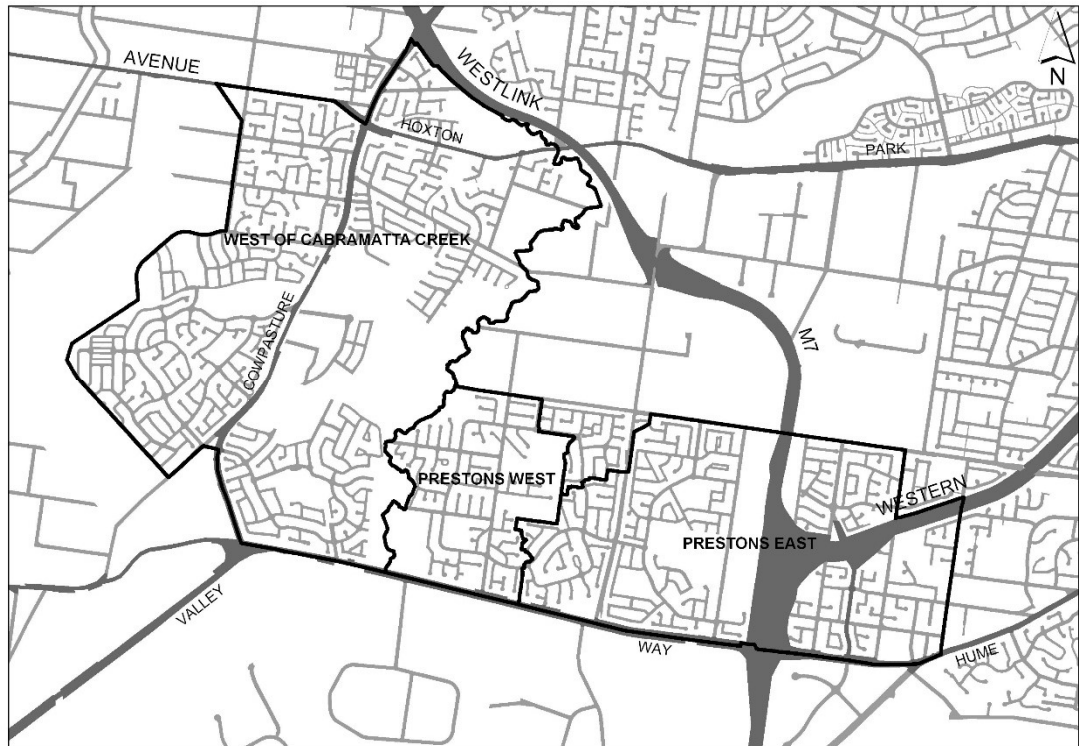 AVENUE
WESTLINK
N
HOXTON
PARK
WEST OF CABRAMATTA CREEK
COWPASTURE
M7
PRESTONS WEST
WESTERN
PRESTONS EAST
VALLEY
WAY
HUME